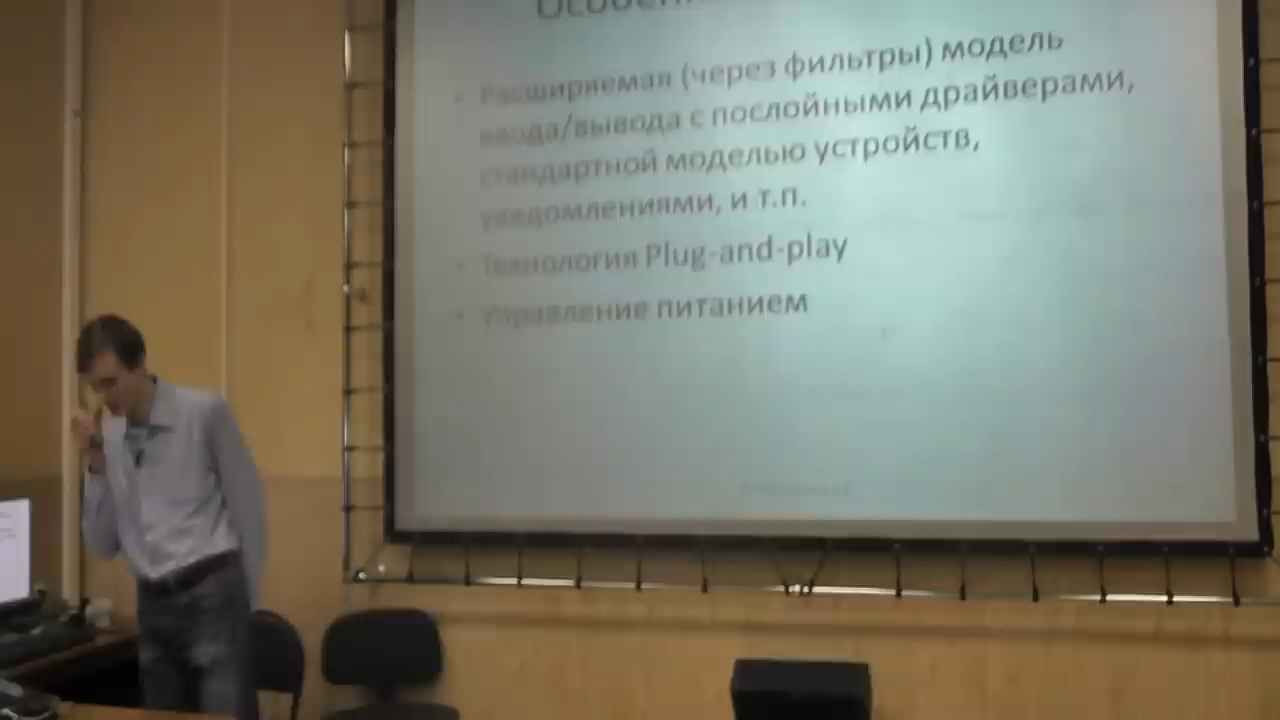 • Расширяемая (через фильтры) модель
ввода/вывода с послойными драйверами,
стандартной моделью устройств,
уведомлениями, и т.п.
• Технология Plug-and-play
• Управление питанием